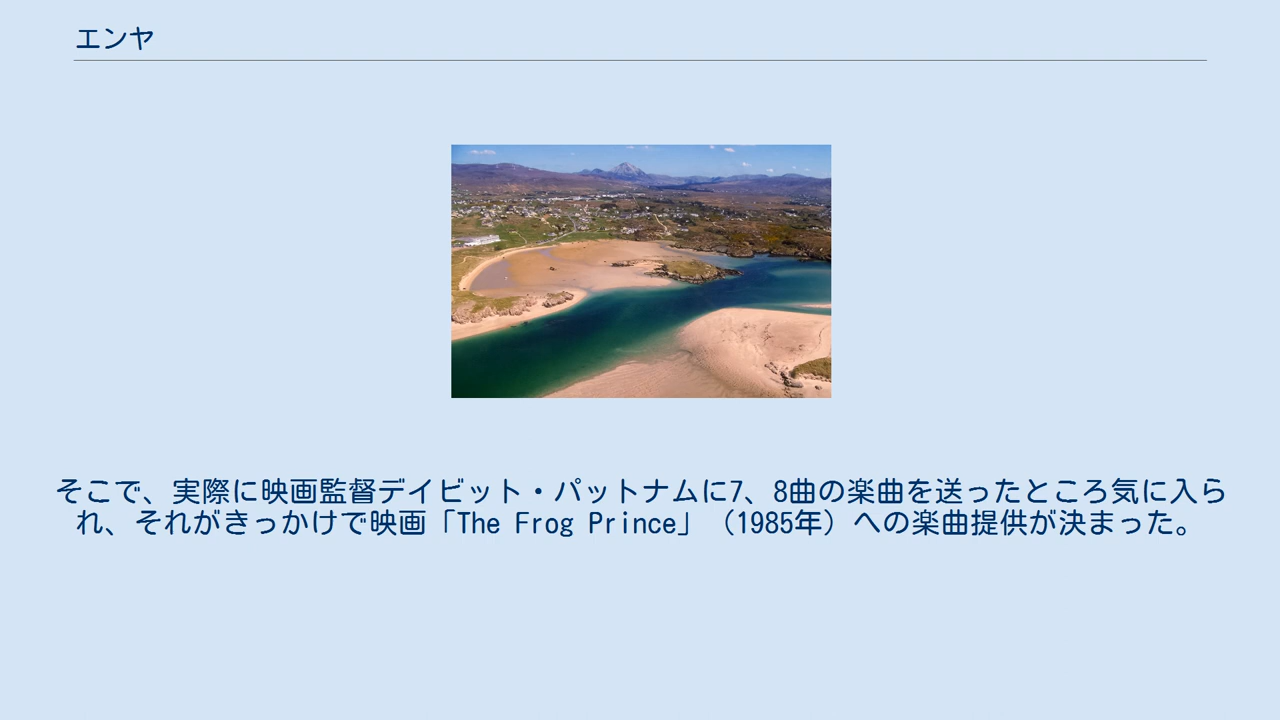 エンヤ
そこで、実際に映画監督デイビット・パットナムに7、8曲の楽曲を送ったところ気に入ら
れ、それがきっかけで映画「The Frog Prince」（1985年）への楽曲提供が決まった。